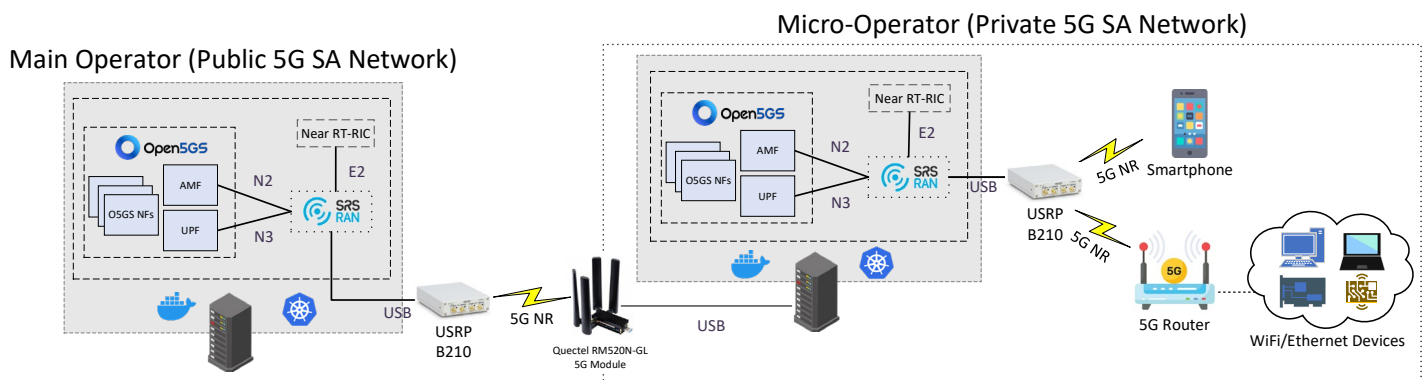 Main Operator (Public 5G SA Network)
Open5GS
Near RT-RIC
AMF
N2
E2
O5GS NFs
SRS
RAN
UPF
N3
USB
USRP
B210
5G NR
Quectel RM520N-GL
5G Module
USB
Micro-Operator (Private 5G SA Network)
Open5GS
Near RT-RIC
AMF
N2
E2
O5GS NFs
SRS
RAN
UPF
N3
USB
USRP
B210
5G NR
Smartphone
5G NR
5G
5G Router
WiFi/Ethernet Devices